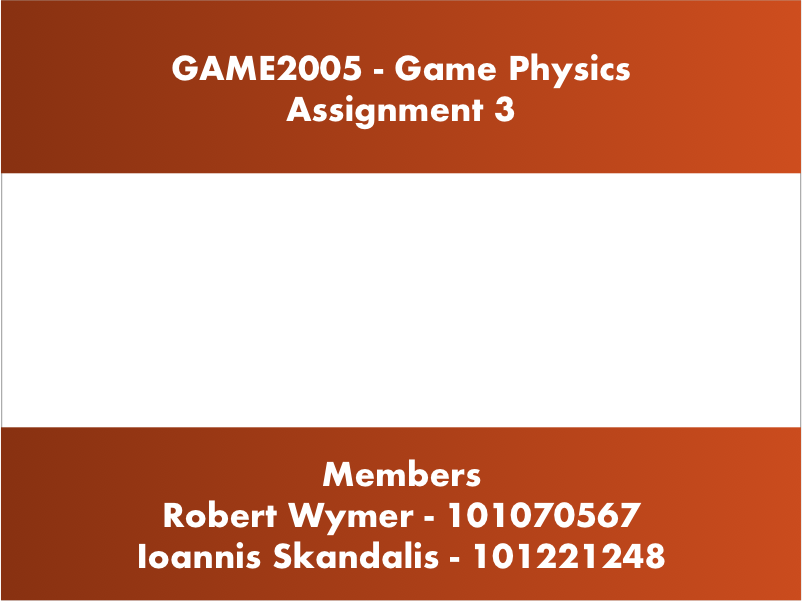 GAME2005 - Game Physics
Assignment 3
Members
Robert Wymer - 101070567
Ioannis Skandalis - 101221248